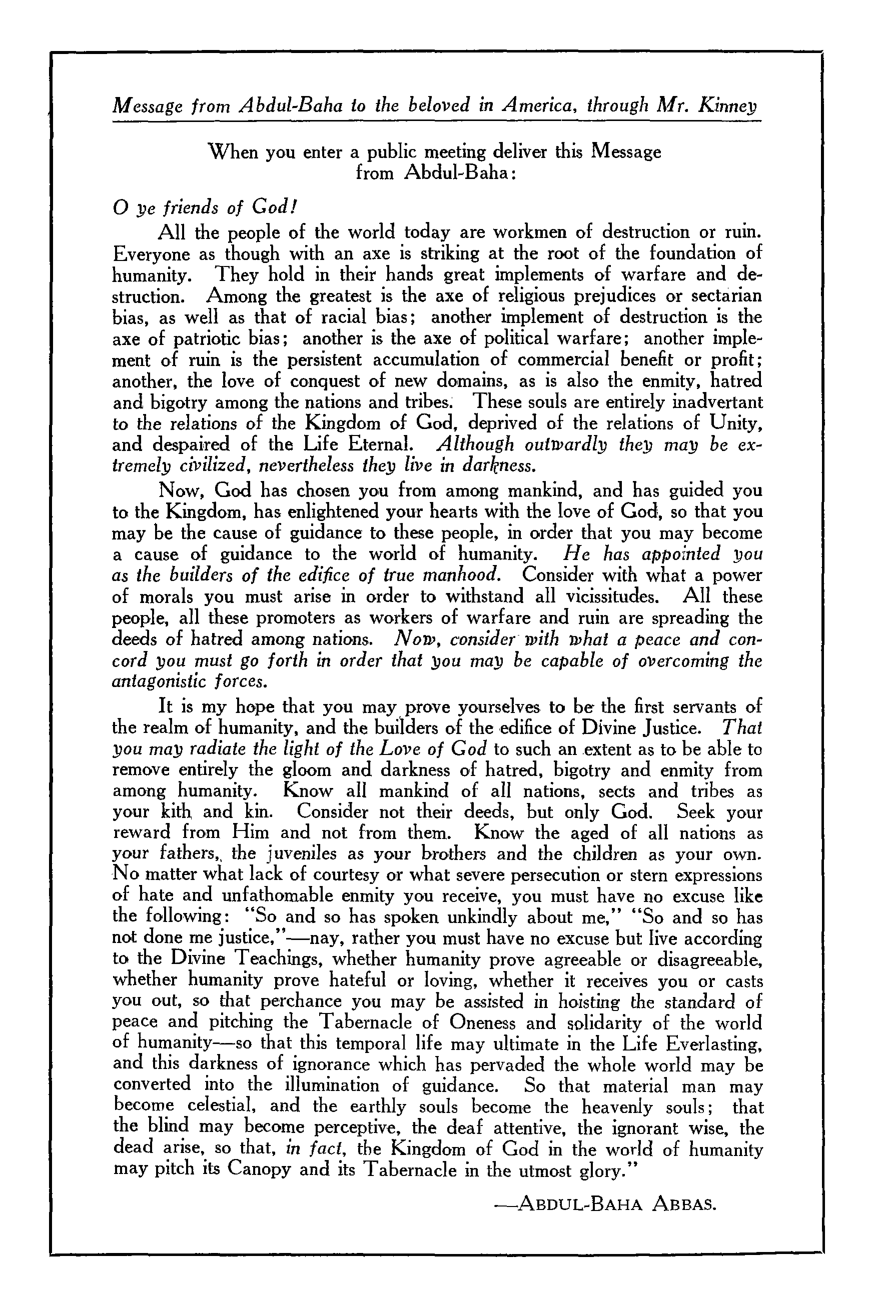 Message from Abdul-Baha to the beloved in America, through Mr. Kinney
When you enter a public meeting deliver this Message
from Abdul-Baha:
O ye friends of God!
All the people of the world today are workmen of destruction or ruin.
Everyone as though with an axe is striking at the root of the foundation of
humanity. They hold in their hands great implements of warfare and de-
struction. Among the greatest is the axe of religious prejudices or sectarian
bias, as well as that of racial bias; another implement of destruction is the
axe of patriotic bias; another is the axe of political warfare; another imple-
ment of ruin is the persistent accumulation of commercial benefit or profit;
another, the love of conquest of new domains, as is also the enmity, hatred
and bigotry among the nations and tribes. These souls are entirely inadvertant
to the relations of the Kingdom of God, deprived of the relations of Unity,
and despaired of the Life Eternal. Although outwardly they may be ex-
tremely civilized, nevertheless they live in darkness.
Now, God has chosen you from among mankind, and has guided you
to the Kingdom, has enlightened your hearts with the love of God, so that you
may be the cause of guidance to these people, in order that you may become
a cause of guidance to the world of humanity. He has appointed you
as the builders of the edifice of true manhood. Consider with what a power
of morals you must arise in order to withstand all vicissitudes. All these
people, all these promoters as workers of warfare and ruin are spreading the
deeds of hatred among nations. Now, consider with what a peace and con-
cord you must go forth in order that you may be capable of overcoming the
antagonistic forces.
It is my hope that you may prove yourselves to be the first servants of
the realm of humanity, and the builders of the edifice of Divine Justice. That
you may radiate the light of the Love of God to such an extent as to be able to
remove entirely the gloom and darkness of hatred, bigotry and enmity from
among humanity. Know all mankind of all nations, sects and tribes as
your kith and kin. Consider not their deeds, but only God. Seek your
reward from Him and not from them. Know the aged of all nations as
your fathers, the juveniles as your brothers and the children as your own.
No matter what lack of courtesy or what severe persecution or stern expressions
of hate and unfathomable enmity you receive, you must have no excuse like
the following: "So and so has spoken unkindly about me," "So and so has
not done me justice,"—nay, rather you must have no excuse but live according
to the Divine Teachings, whether humanity prove agreeable or disagreeable,
whether humanity prove hateful or loving, whether it receives you or casts
you out, so that perchance you may be assisted in hoisting the standard of
peace and pitching the Tabernacle of Oneness and solidarity of the world
of humanity—so that this temporal life may ultimate in the Life Everlasting,
and this darkness of ignorance which has pervaded the whole world may be
converted into the illumination of guidance. So that material man may
become celestial, and the earthly souls become the heavenly souls; that
the blind may become perceptive, the deaf attentive, the ignorant wise, the
dead arise, so that, in fact, the Kingdom of God in the world of humanity
may pitch its Canopy and its Tabernacle in the utmost glory."
—ABDUL-BAHA ABBAS.